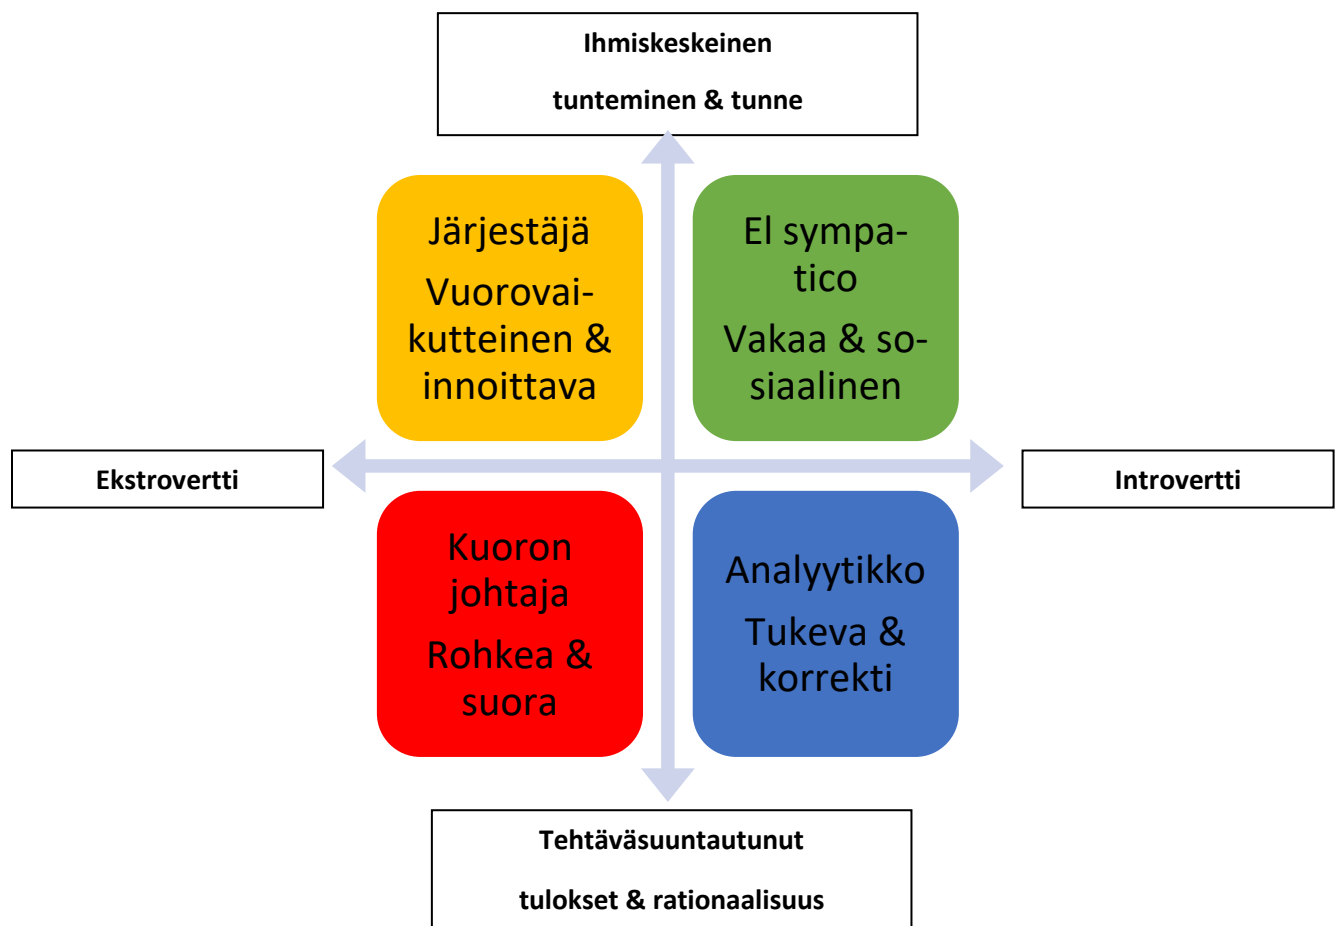 Ihmiskeskeinen
tunteminen & tunne
Järjestäjä
Vuorovai-
kutteinen &
innoittava
El sympa-
tico
Vakaa & so-
siaalinen
Ekstrovertti
Introvertti
Kuoron
johtaja
Rohkea &
suora
Analyytikko
Tukeva &
korrekti
Tehtäväsuuntautunut
tulokset & rationaalisuus